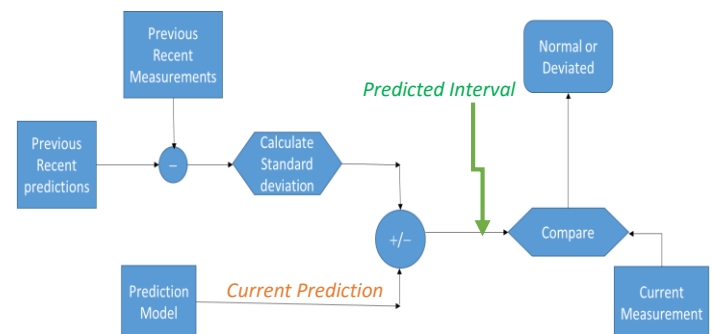 Previous
Recent
Measurements
Normal or
Deviated
Predicted Interval
Previous
Recent
predictions
–
Calculate
Standard
deviation
+/–
Compare
Prediction
Model
Current Prediction
Current
Measurement